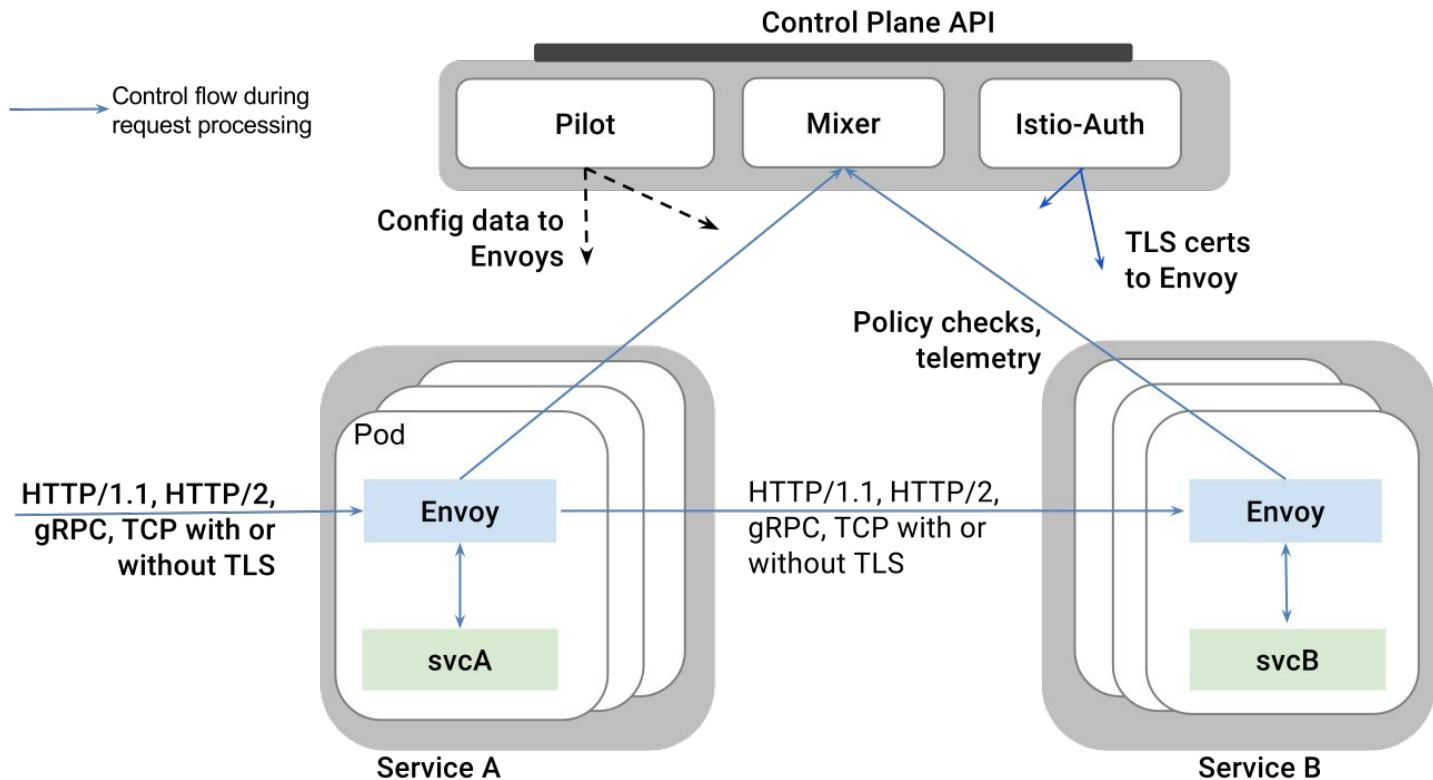 Control Plane API
Control flow during
request processing
Pilot
Mixer
Istio-Auth
Config data to
Envoys
TLS certs
to Envoy
Policy checks,
telemetry
Pod
HTTP/1.1, HTTP/2,
gRPC, TCP with or
without TLS
Envoy
HTTP/1.1, HTTP/2,
gRPC, TCP with or
without TLS
Envoy
svcA
svcB
Service A
Service B